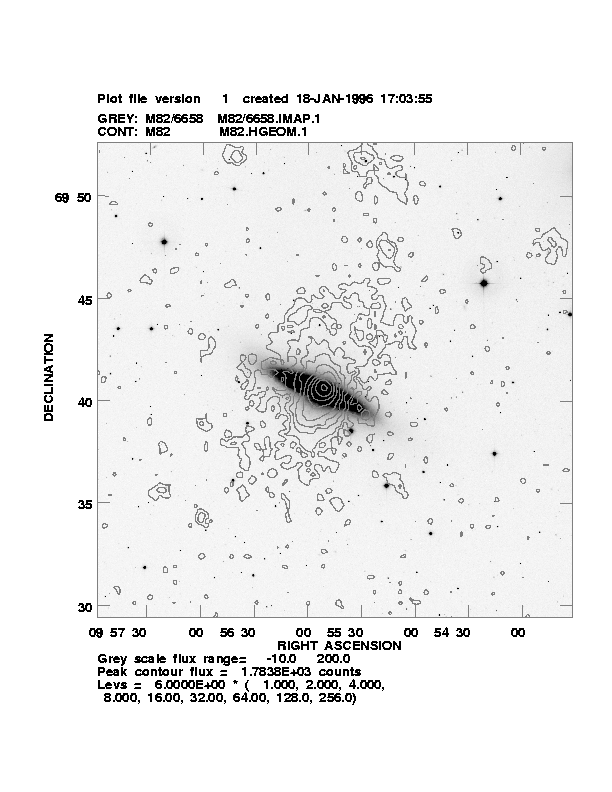 Plot file version 1 created 18-JAN-1996 17:03:55
GREY: M82/6658 M82/6658.IMAP.1
CONT: M82 M82.HGEOM.1
69 50
45
40
35
30
DECLINATION
09 57 30 00 56 30 00 55 30 00 54 30 00
RIGHT ASCENSION
Grey scale flux range= -10.0 200.0
Peak contour flux = 1.7838E+03 counts
Levs = 6.0000E+00 * ( 1.000, 2.000, 4.000,
8.000, 16.00, 32.00, 64.00, 128.0, 256.0)